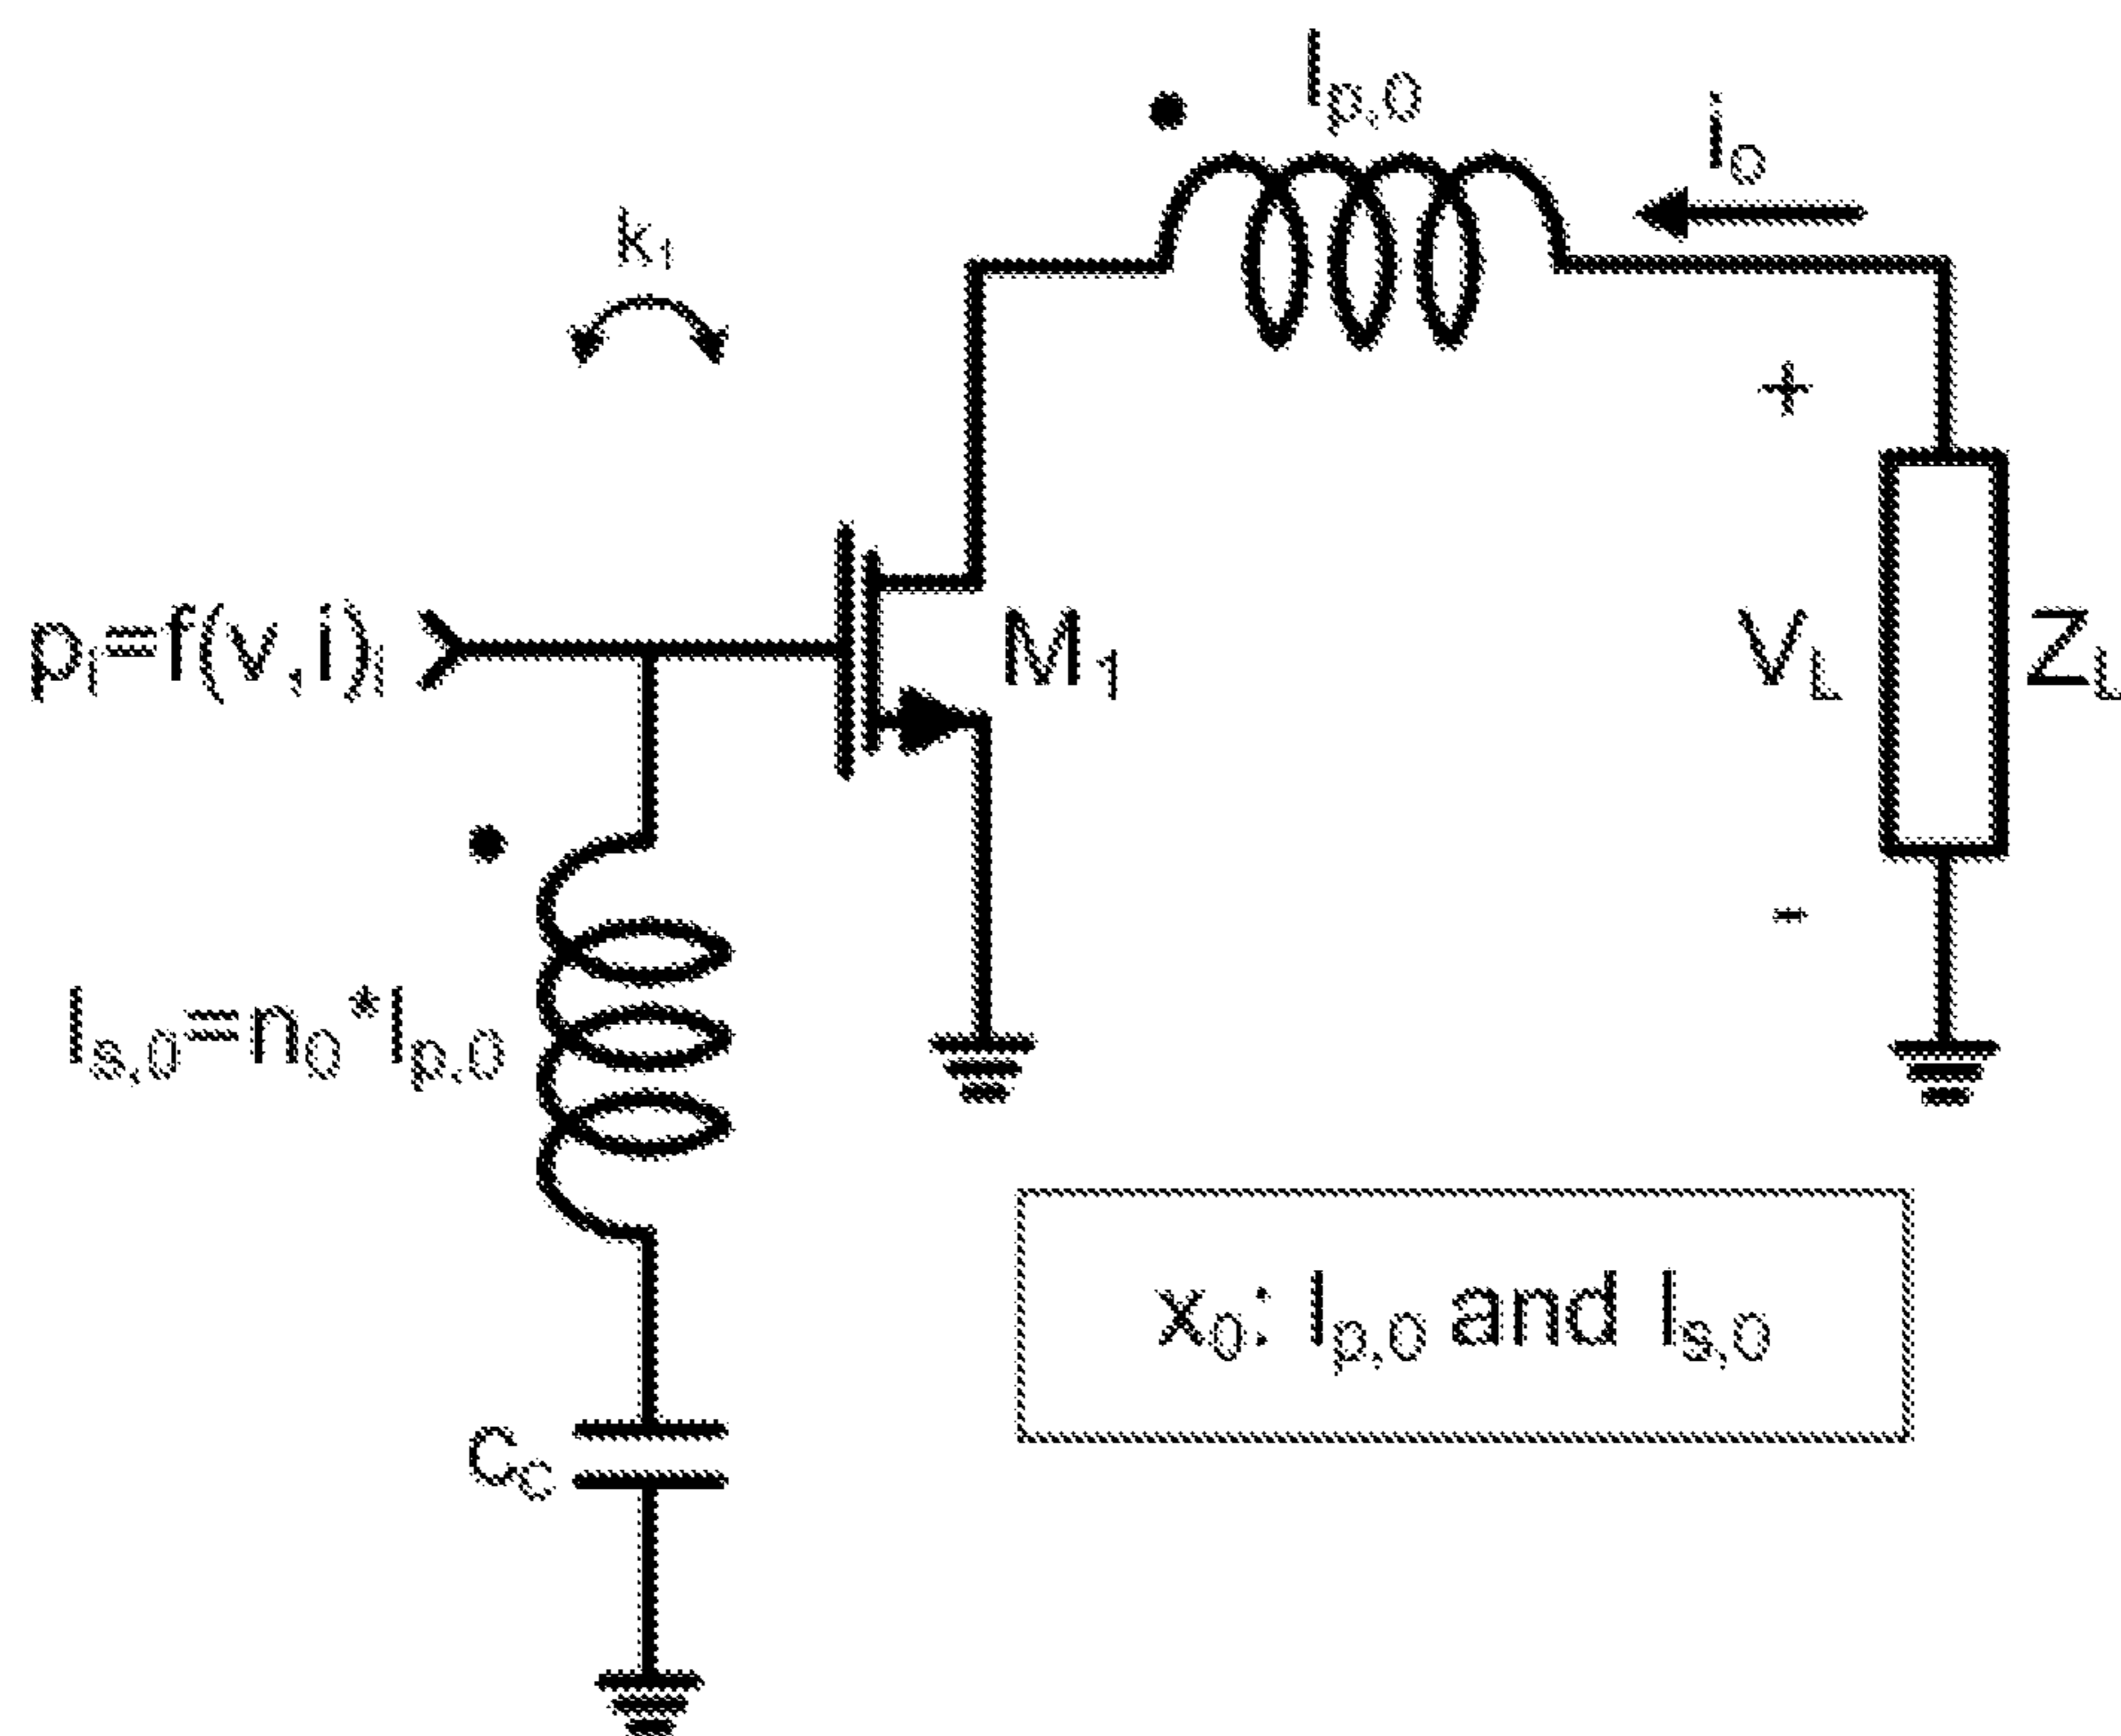 lp,0
io
k1
+
pi=f(v,i)i
M1
VL
ZL
ls,0=n0*lp,0
-
x0: lp,0 and ls,0
Cc